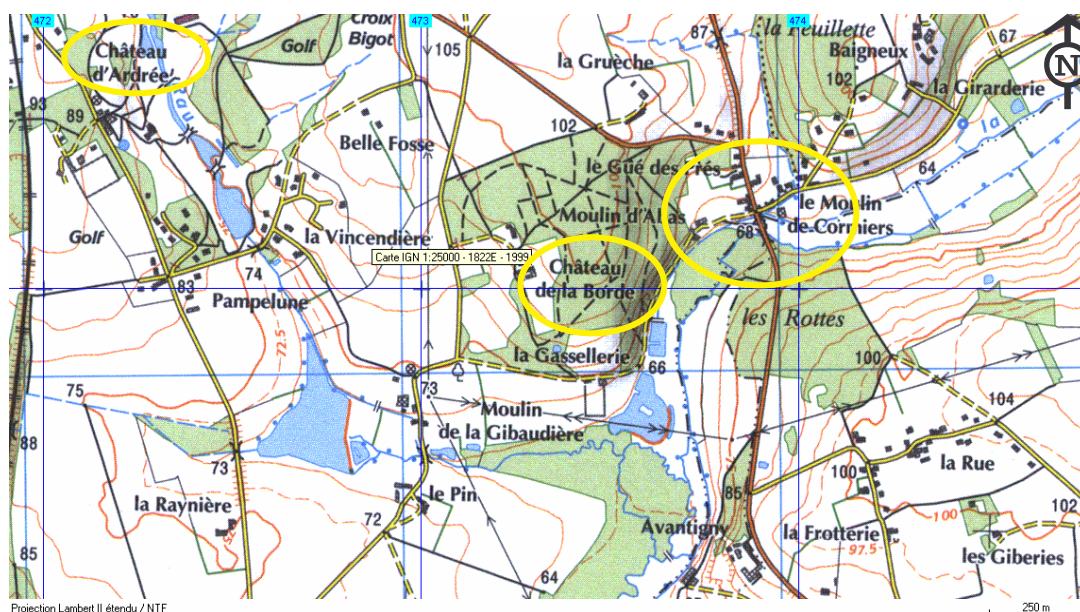 472
473
474
Croix
Bigot
Golf
Château
d'Ardrée
105
87
la Feuillette
Baigneux
67
N
la Gruèche
102
la Girarderie
93
89
102
Belle Fosse
le Gué des Prés
64
Moulin d'Abas
le Moulin
de Cormiers
68
Golf
la Vincendière
Carte IGN 1:25000 - 1822E - 1999
74
83
Pampelune
Château
de la Borde
les Rottes
72.5
la Gassellerie
66
100
75
73
104
Moulin
de la Gibaudière
88
73
la Rue
100
la Raynière
le Pin
85
72
Avantigny
la Frotterie
100
102
97.5
les Giberies
85
64
Projection Lambert II étendu / NTF
250 m